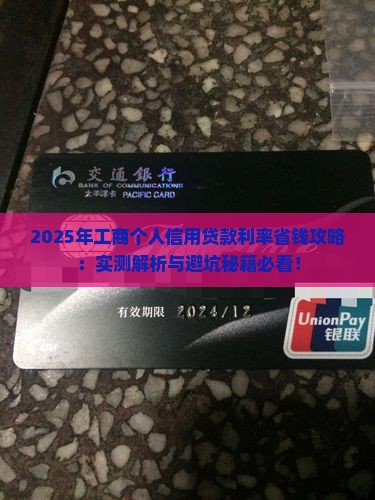 交通銀行
BANK OF COMMUNICATIONS
太平洋卡 PACIFIC CARD
2025年工商个人信用贷款利率省钱攻略
：实测解析与避坑秘籍必看！
有效期限 2024/12
UnionPay
银联
ATM